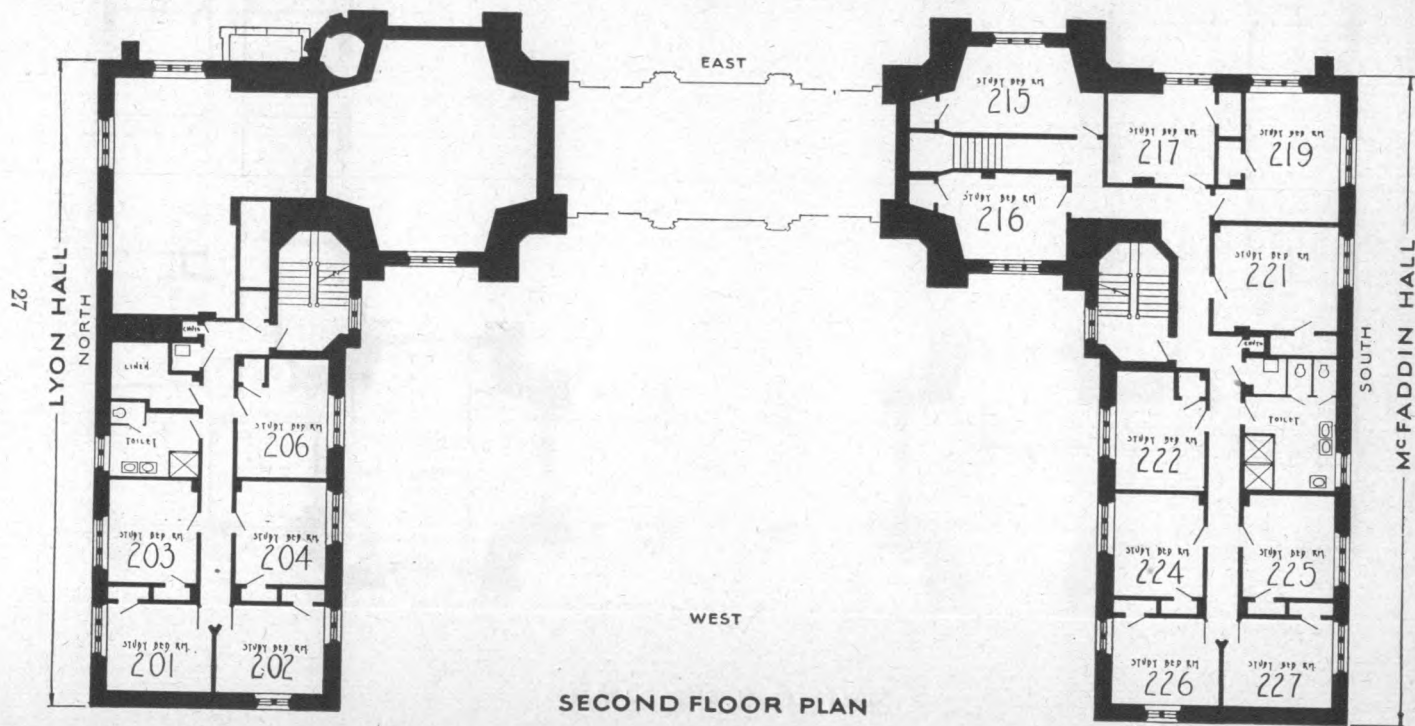 EAST
STUDY BED RM
215
STUDY BED RM
217
STUDY BED RM
219
STUDY BED RM
216
STUDY BED RM
221
LYON HALL
NORTH
27
LINEN
TOILET
STUDY BED RM
206
STUDY BED RM
203
STUDY BED RM
204
STUDY BED RM
201
STUDY BED RM
202
SOUTH
McFADDIN HALL
TOILET
STUDY BED RM
222
STUDY BED RM
224
STUDY BED RM
225
STUDY BED RM
226
STUDY BED RM
227
WEST
SECOND FLOOR PLAN